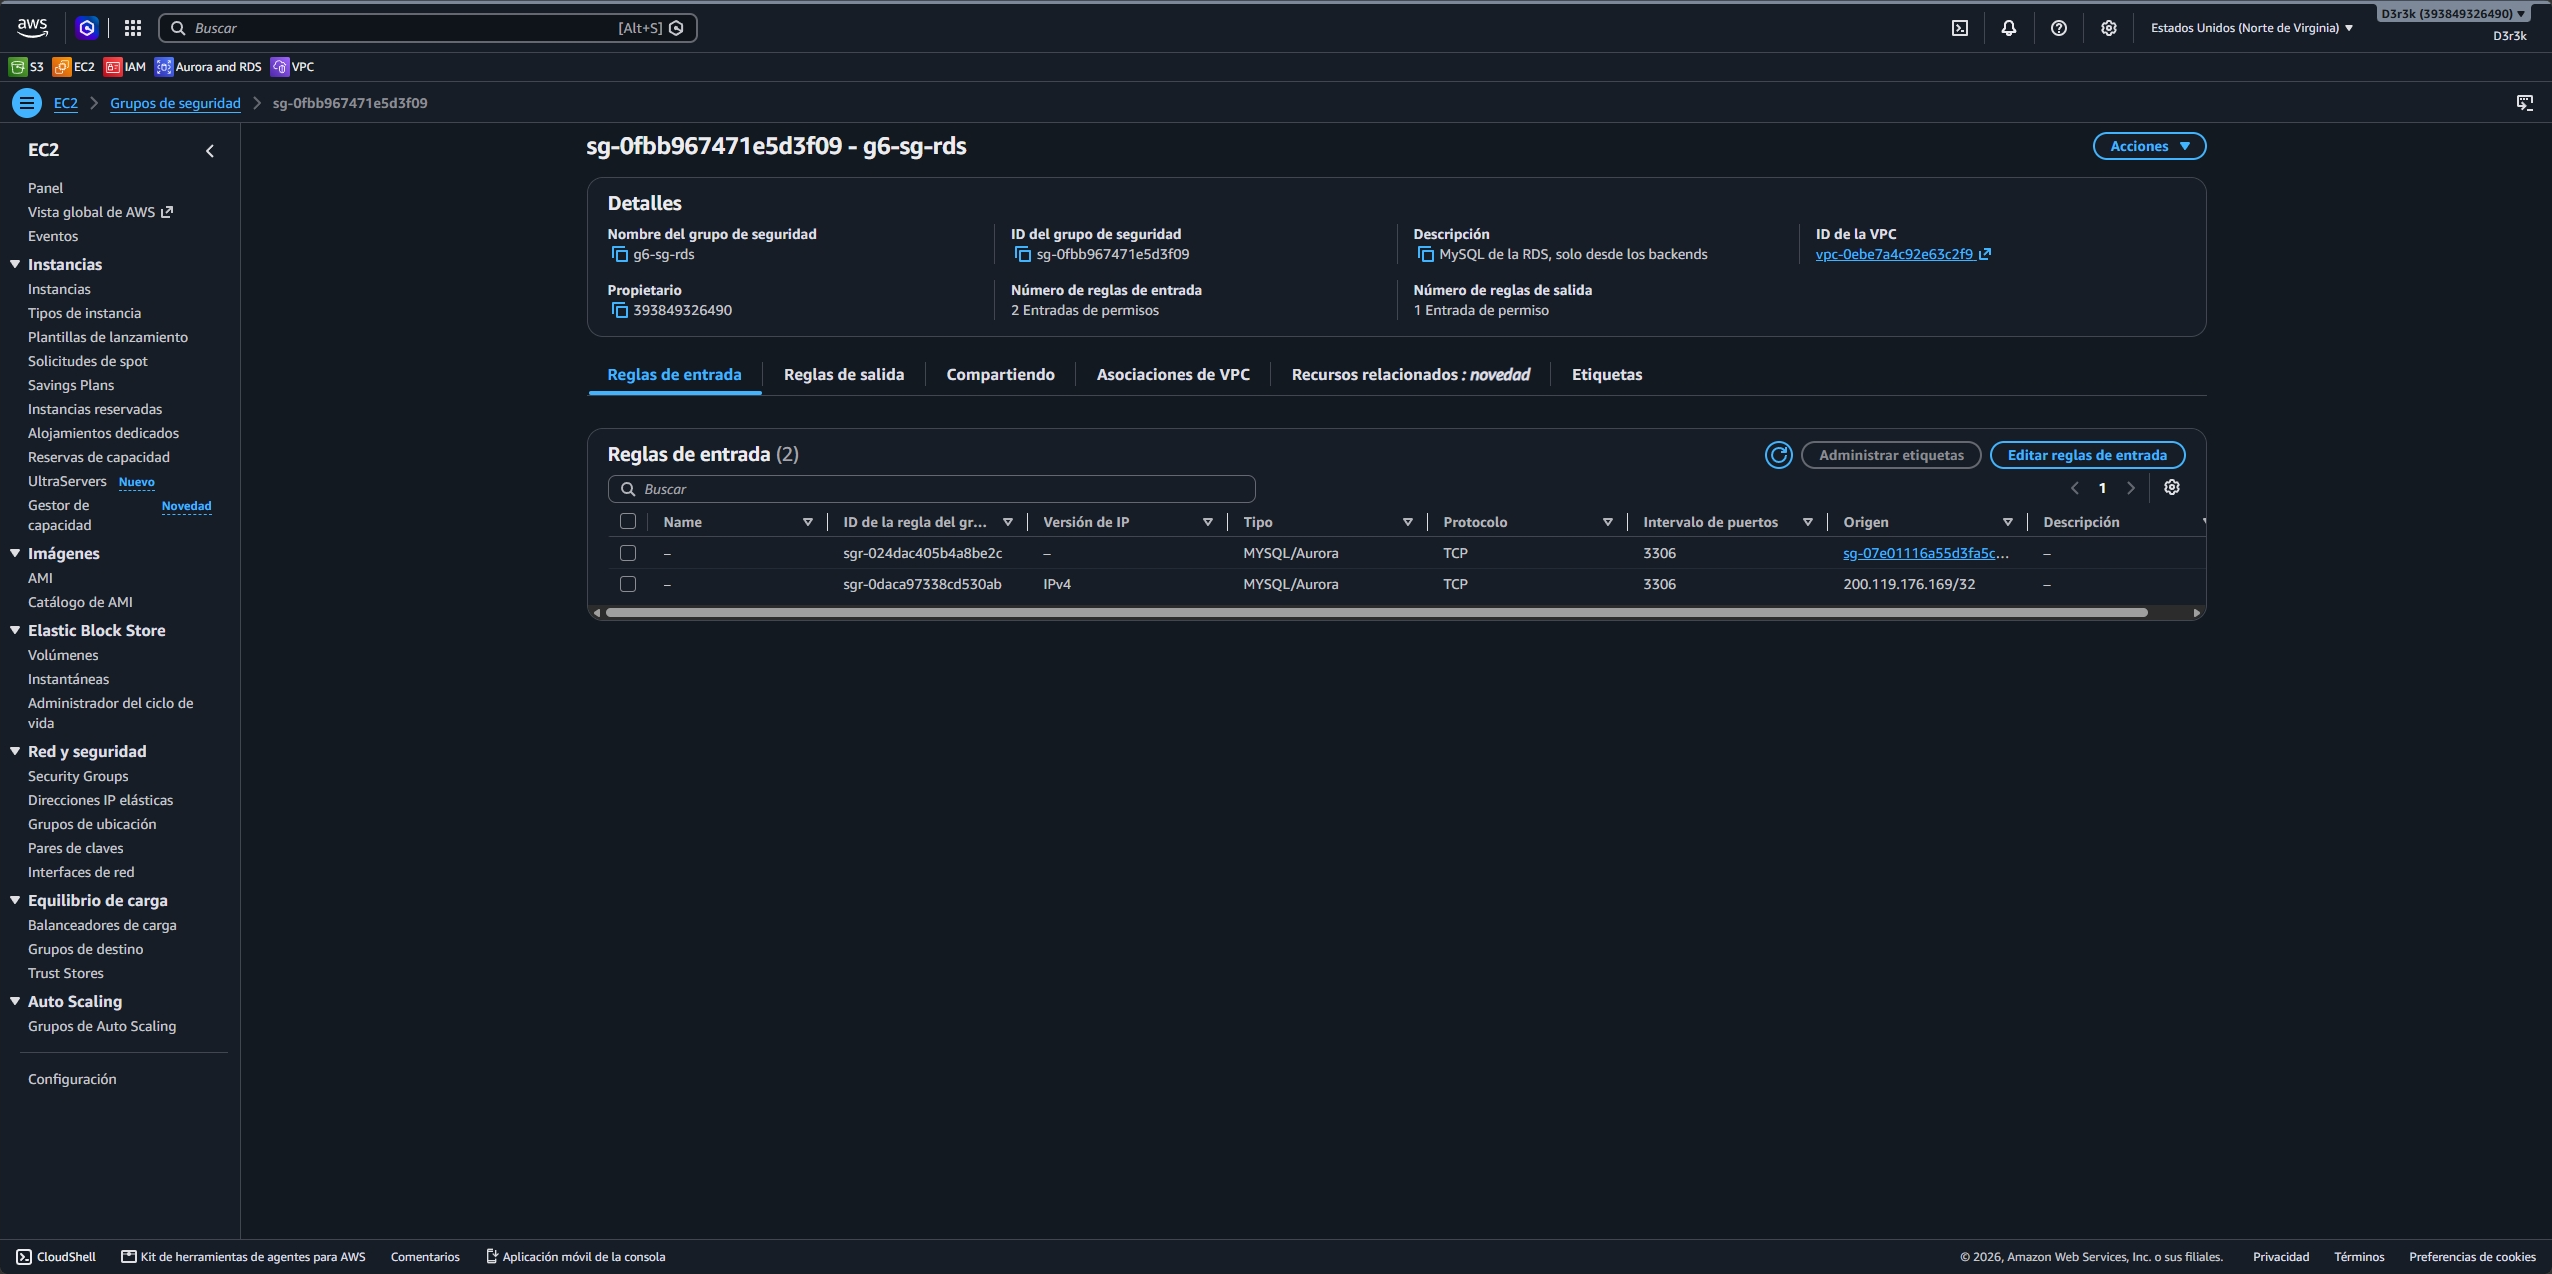 aws
Buscar [Alt+S]
Estados Unidos (Norte de Virginia)
D3r3k (393849326490)
D3r3k
S3 EC2 IAM Aurora and RDS VPC
EC2 > Grupos de seguridad > sg-0fbb967471e5d3f09
EC2
Panel
Vista global de AWS
Eventos
Instancias
Instancias
Tipos de instancia
Plantillas de lanzamiento
Solicitudes de spot
Savings Plans
Instancias reservadas
Alojamientos dedicados
Reservas de capacidad
UltraServers Nuevo
Gestor de capacidad Novedad
Imágenes
AMI
Catálogo de AMI
Elastic Block Store
Volúmenes
Instantáneas
Administrador del ciclo de vida
Red y seguridad
Security Groups
Direcciones IP elásticas
Grupos de ubicación
Pares de claves
Interfaces de red
Equilibrio de carga
Balanceadores de carga
Grupos de destino
Trust Stores
Auto Scaling
Grupos de Auto Scaling
Configuración
sg-0fbb967471e5d3f09 - g6-sg-rds
Acciones
Detalles
Nombre del grupo de seguridad
g6-sg-rds
ID del grupo de seguridad
sg-0fbb967471e5d3f09
Descripción
MySQL de la RDS, solo desde los backends
ID de la VPC
vpc-0ebe7a4c92e63c2f9
Propietario
393849326490
Número de reglas de entrada
2 Entradas de permisos
Número de reglas de salida
1 Entrada de permiso
Reglas de entrada Reglas de salida Compartiendo Asociaciones de VPC Recursos relacionados : novedad Etiquetas
Reglas de entrada (2)
Administrar etiquetas Editar reglas de entrada
Buscar
1
Name ID de la regla del gr... Versión de IP Tipo Protocolo Intervalo de puertos Origen Descripción
– sgr-024dac405b4a8be2c – MYSQL/Aurora TCP 3306 sg-07e01116a55d3fa5c... –
– sgr-0daca97338cd530ab IPv4 MYSQL/Aurora TCP 3306 200.119.176.169/32 –
CloudShell Kit de herramientas de agentes para AWS Comentarios Aplicación móvil de la consola
© 2026, Amazon Web Services, Inc. o sus filiales. Privacidad Términos Preferencias de cookies